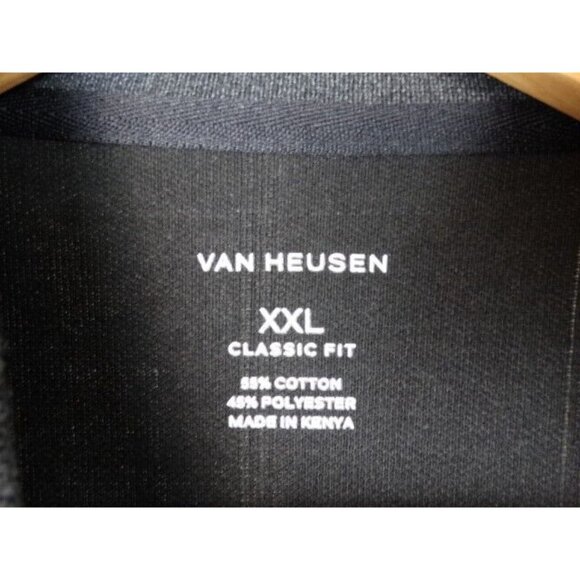 VAN HEUSEN
XXL
CLASSIC FIT
55% COTTON
45% POLYESTER
MADE IN KENYA